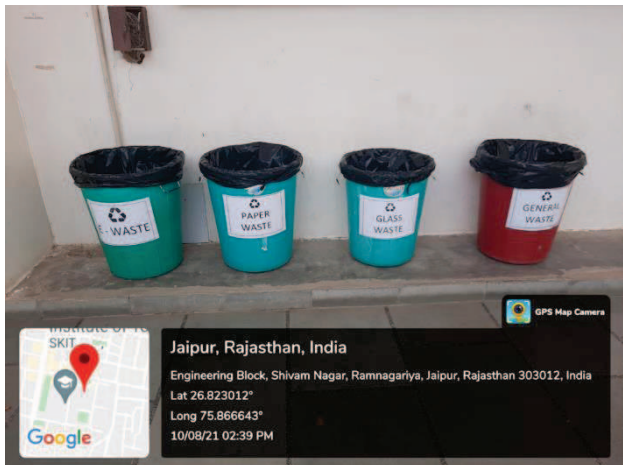 E - WASTE
PAPER
WASTE
GLASS
WASTE
GENERAL
WASTE
GPS Map Camera
SKIT
Google
Jaipur, Rajasthan, India
Engineering Block, Shivam Nagar, Ramnagariya, Jaipur, Rajasthan 303012, India
Lat 26.823012°
Long 75.866643°
10/08/21 02:39 PM